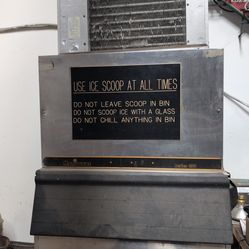 USE ICE SCOOP AT ALL TIMES
DO NOT LEAVE SCOOP IN BIN
DO NOT SCOOP ICE WITH A GLASS
DO NOT CHILL ANYTHING IN BIN